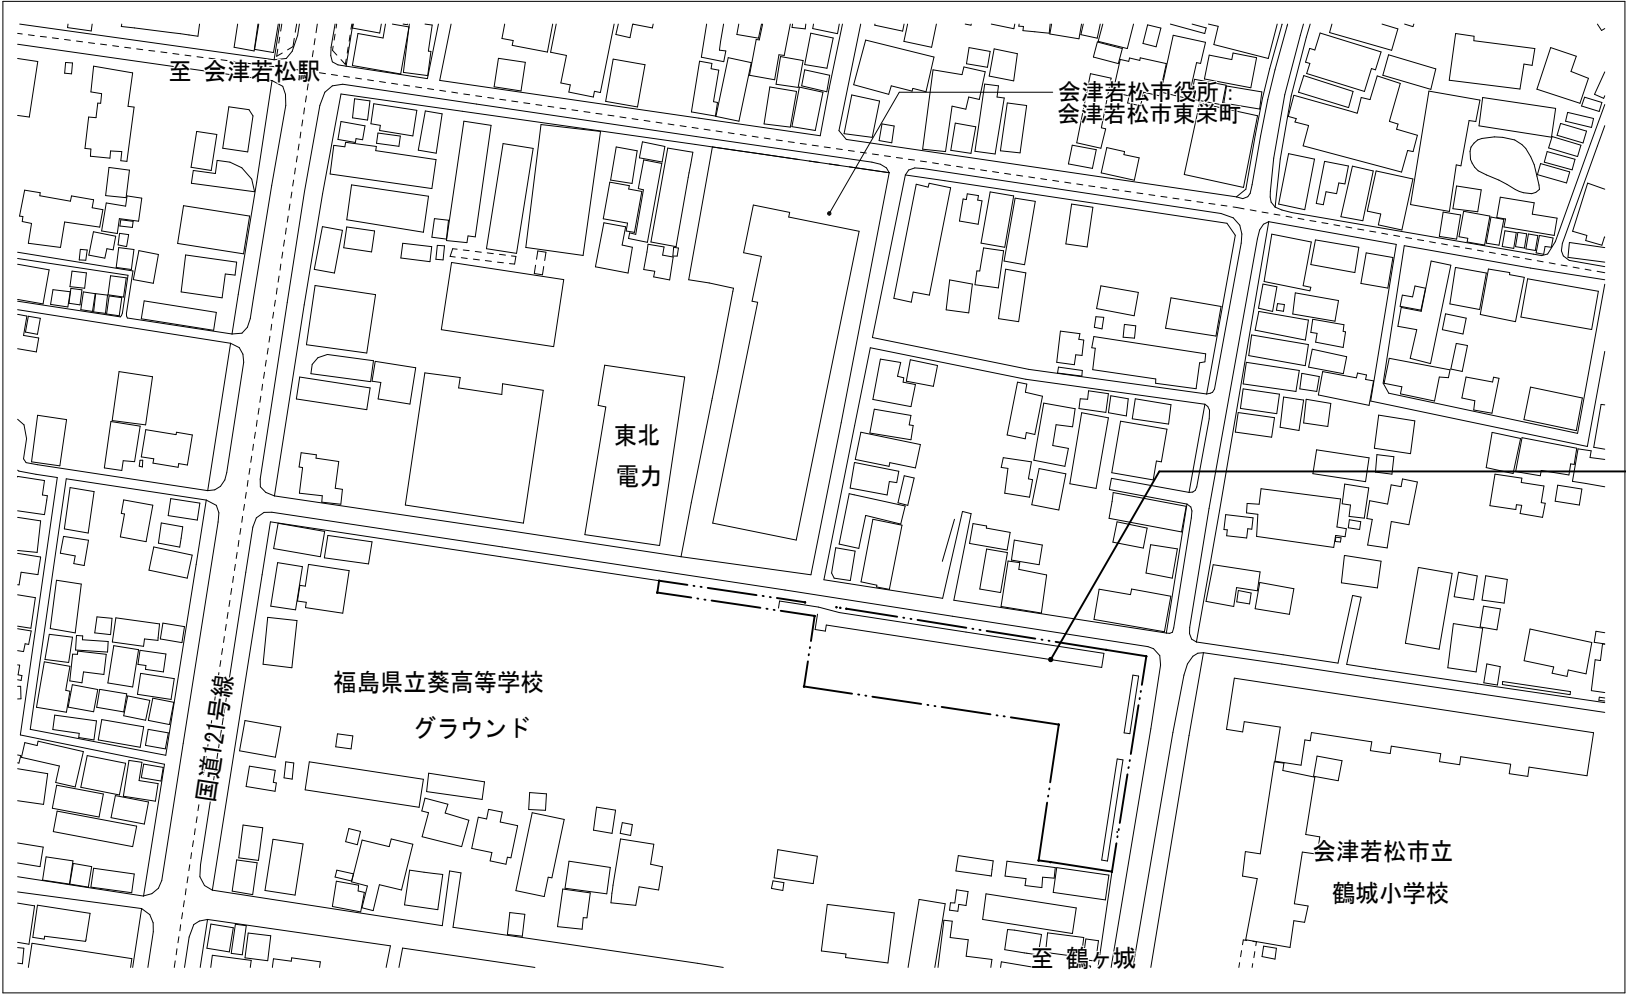 至 会津若松駅
会津若松市役所:
会津若松市東栄町
東北
電力
福島県立葵高等学校
グラウンド
国道121号線
会津若松市立
鶴城小学校
至 鶴ヶ城